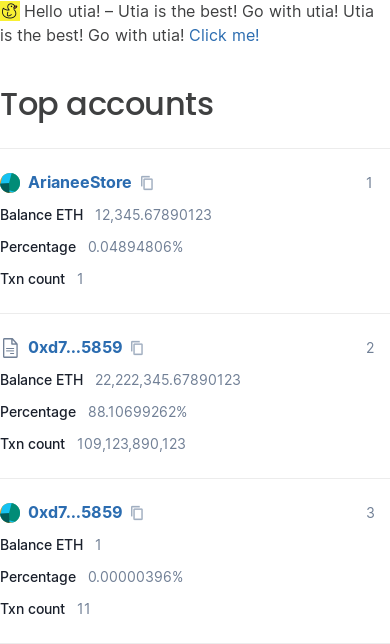 Hello utia! – Utia is the best! Go with utia! Utia
is the best! Go with utia! Click me!
Top accounts
ArianeeStore 1
Balance ETH 12,345.67890123
Percentage 0.04894806%
Txn count 1
0xd7...5859 2
Balance ETH 22,222,345.67890123
Percentage 88.10699262%
Txn count 109,123,890,123
0xd7...5859 3
Balance ETH 1
Percentage 0.00000396%
Txn count 11